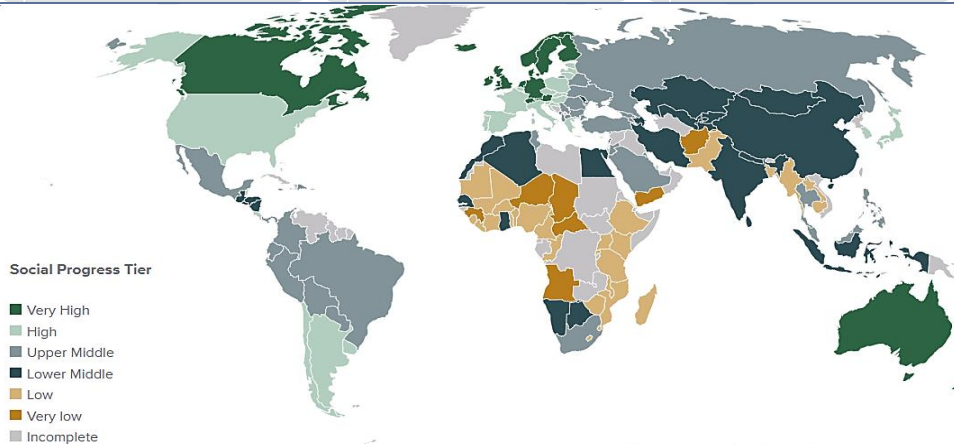 Social Progress Tier
Very High
High
Upper Middle
Lower Middle
Low
Very low
Incomplete